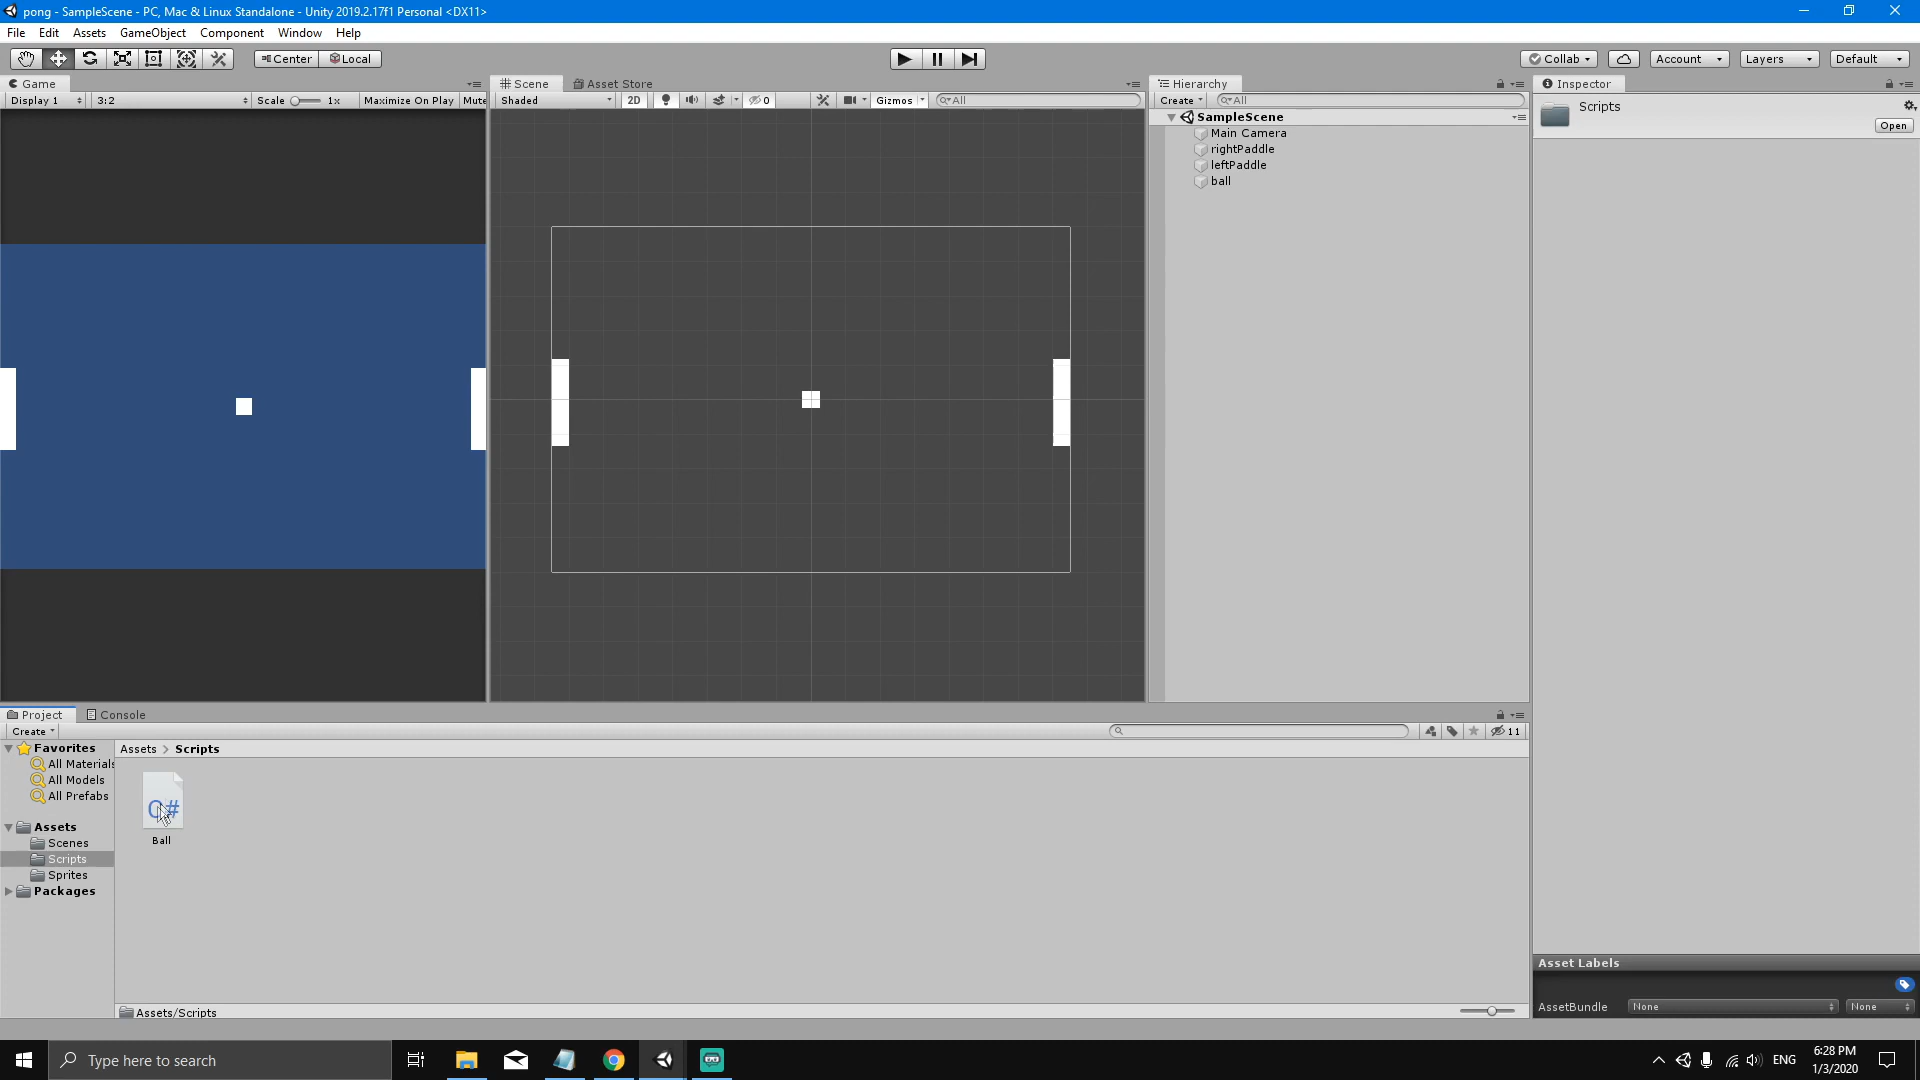 pong - SampleScene - PC, Mac & Linux Standalone - Unity 2019.2.17f1 Personal <DX11>
File Edit Assets GameObject Component Window Help
Center Local Collab Account Layers Default
Game Scene Asset Store Hierarchy Inspector
Display 1 3:2 Scale 1x Maximize On Play Mute Shaded 2D 0 Gizmos All Create All Scripts
SampleScene
Open
Main Camera
rightPaddle
leftPaddle
ball
Project Console
Create 11
Favorites Assets Scripts
All Materials
All Models
All Prefabs
Assets
Scenes
Scripts
Sprites
Packages
C#
Ball
Asset Labels
AssetBundle None None
Assets/Scripts
Type here to search
ENG
6:28 PM
1/3/2020